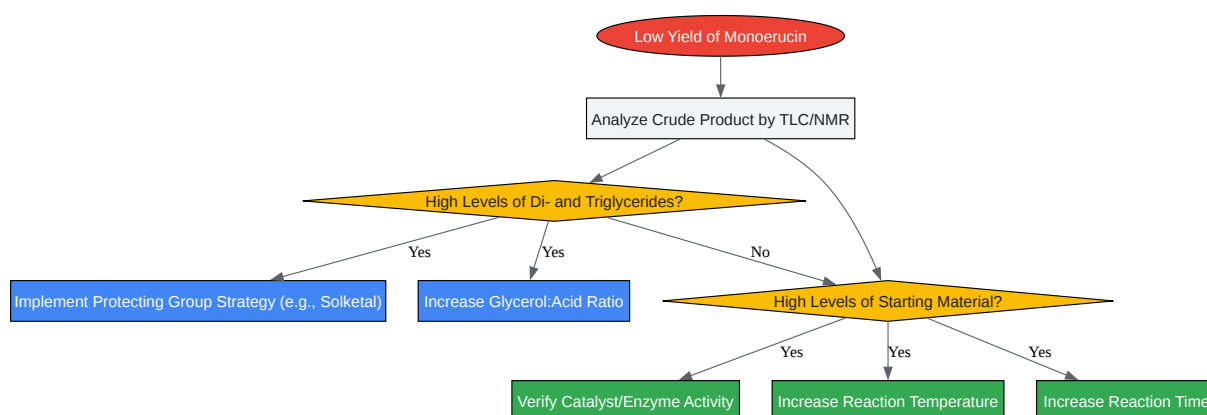 Low Yield of Monoerucin
Analyze Crude Product by TLC/NMR
High Levels of Di- and Triglycerides?
Yes
Yes
No
Implement Protecting Group Strategy (e.g., Solketal)
Increase Glycerol:Acid Ratio
High Levels of Starting Material?
Yes
Yes
Yes
Verify Catalyst/Enzyme Activity
Increase Reaction Temperature
Increase Reaction Time